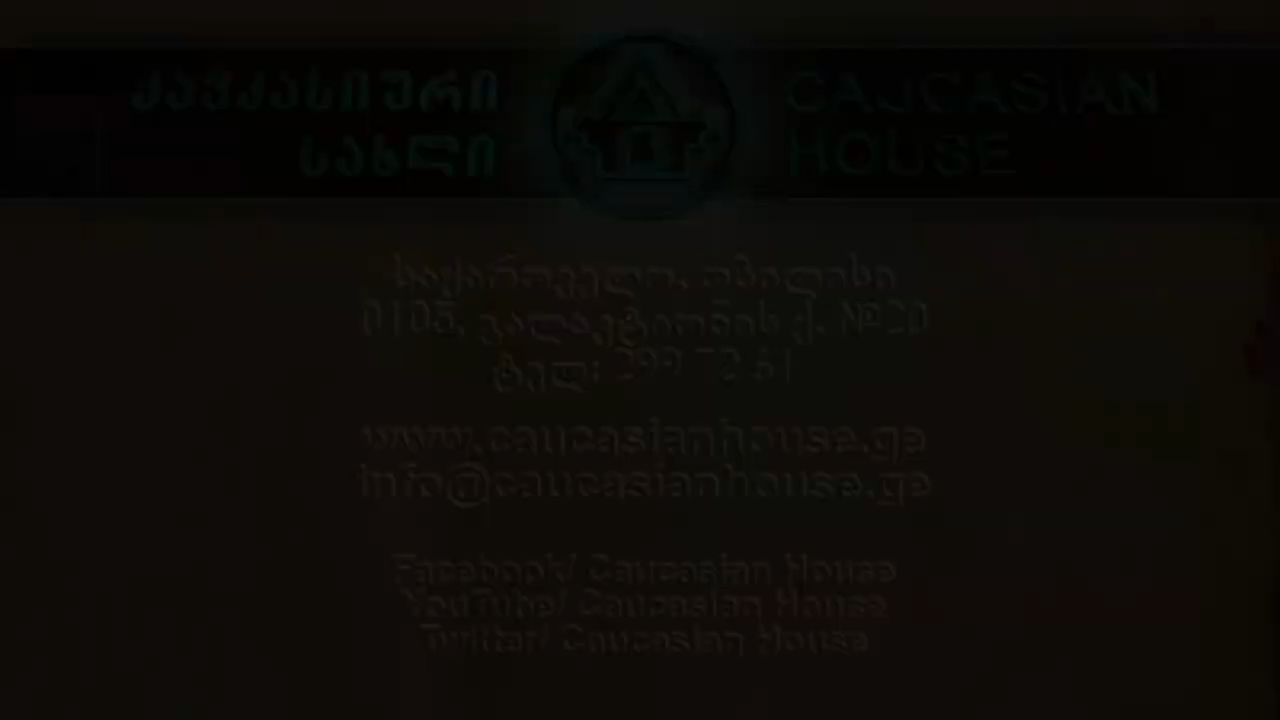 კავკასიური
სახლი
CAUCASIAN
HOUSE
საქართველო, თბილისი
0105, გალაკტიონის ქ. №20
ტელ: 299 72 61
www.caucasianhouse.ge
info@caucasianhouse.ge
Facebook/ Caucasian House
YouTube/ Caucasian House
Twitter/ Caucasian House